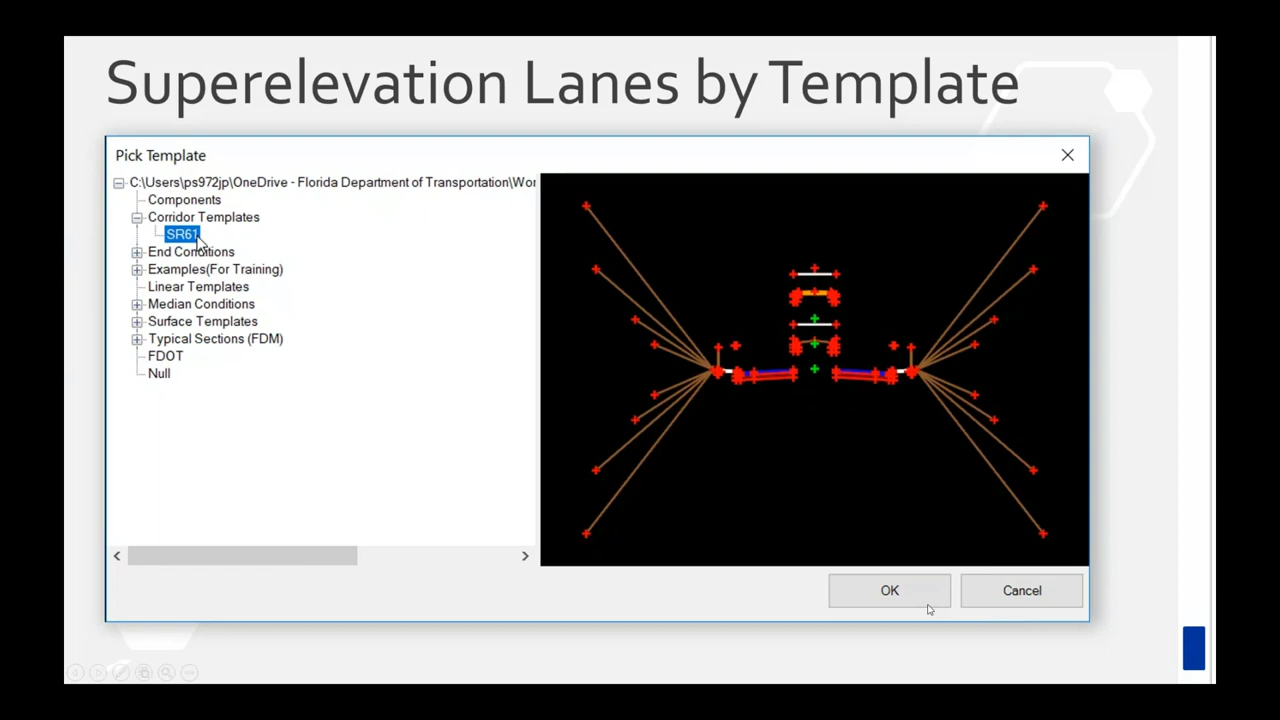 Superelevation Lanes by Template
Pick Template
C:\Users\ps972jp\OneDrive - Florida Department of Transportation\Wor
Components
Corridor Templates
SR61
End Conditions
Examples(For Training)
Linear Templates
Median Conditions
Surface Templates
Typical Sections (FDM)
FDOT
Null
OK
Cancel